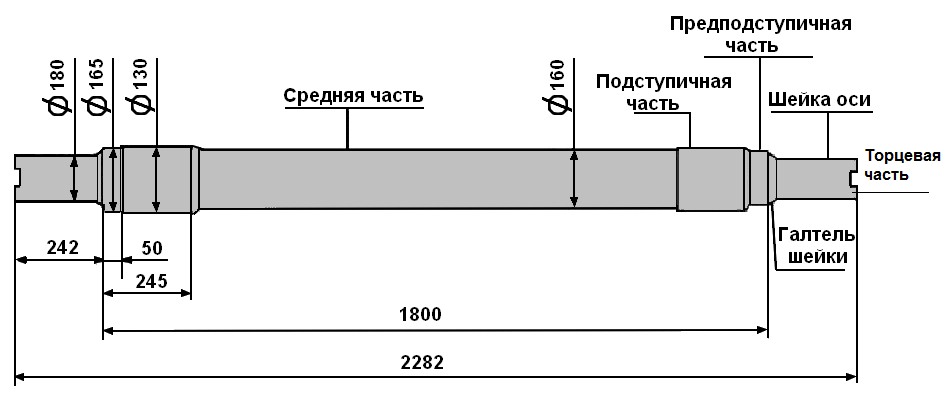 Предподступичная
часть
Ø180
Ø165
Ø130
Средняя часть
Ø160
Подступичная
часть
Шейка оси
Торцевая
часть
Галтель
шейки
242
50
245
1800
2282